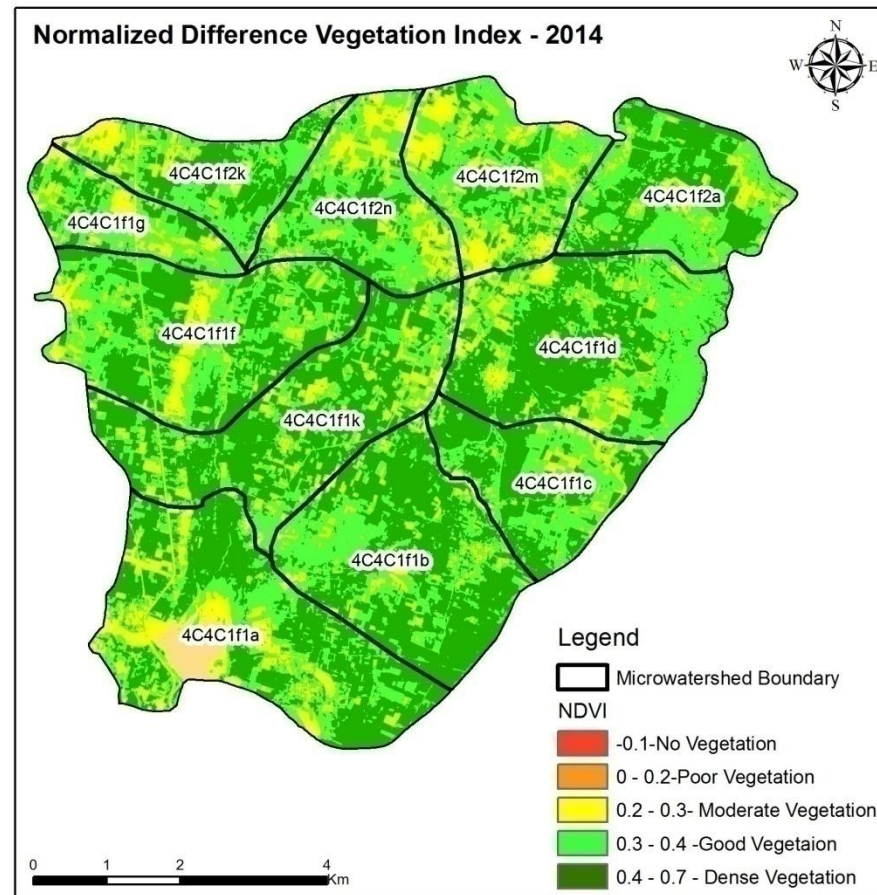 Normalized Difference Vegetation Index - 2014
N
W E
S
4C4C1f2k
4C4C1f2m
4C4C1f2n
4C4C1f2a
4C4C1f1g
4C4C1f1f
4C4C1f1d
4C4C1f1k
4C4C1f1c
4C4C1f1b
4C4C1f1a
Legend
Microwatershed Boundary
NDVI
-0.1-No Vegetation
0 - 0.2-Poor Vegetation
0.2 - 0.3- Moderate Vegetation
0.3 - 0.4 -Good Vegetaion
0.4 - 0.7 - Dense Vegetation
0 1 2 4
Km